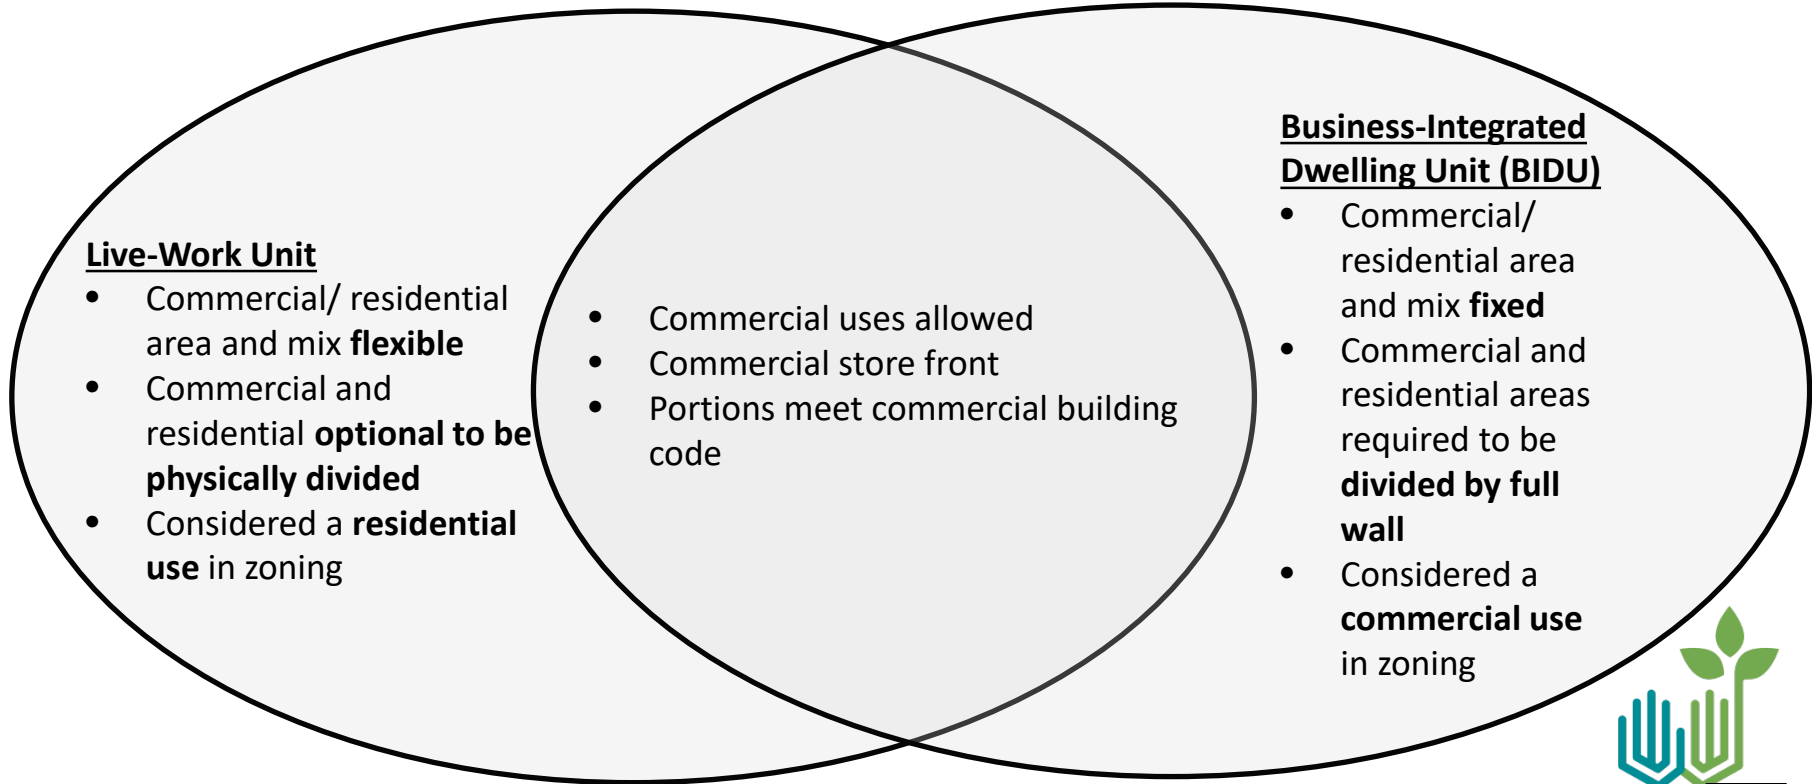 Live-Work Unit
• Commercial/ residential
area and mix flexible
• Commercial and
residential optional to be
physically divided
• Considered a residential
use in zoning
• Commercial uses allowed
• Commercial store front
• Portions meet commercial building
code
Business-Integrated
Dwelling Unit (BIDU)
• Commercial/
residential area
and mix fixed
• Commercial and
residential areas
required to be
divided by full
wall
• Considered a
commercial use
in zoning